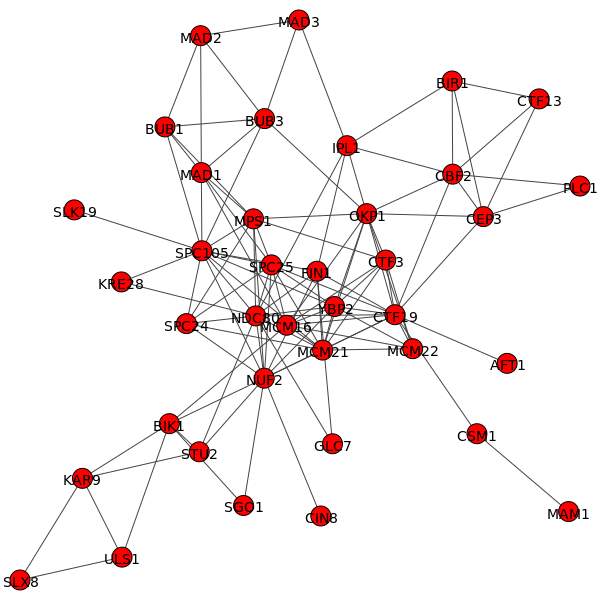 MAD3
MAD2
BIR1
CTF13
BUB3
BUB1
IPL1
MAD1
CBF2
PLC1
SLK19
MPS1
OKP1
CEP3
SPC105
SPC25
FIN1
CTF3
KRE28
YBP2
SPC24
NDC80
MCM16
CTF19
MCM21
MCM22
AFT1
NUF2
BIK1
STU2
GLC7
CSM1
KAR9
SGO1
CIN8
MAM1
ULS1
SLX8